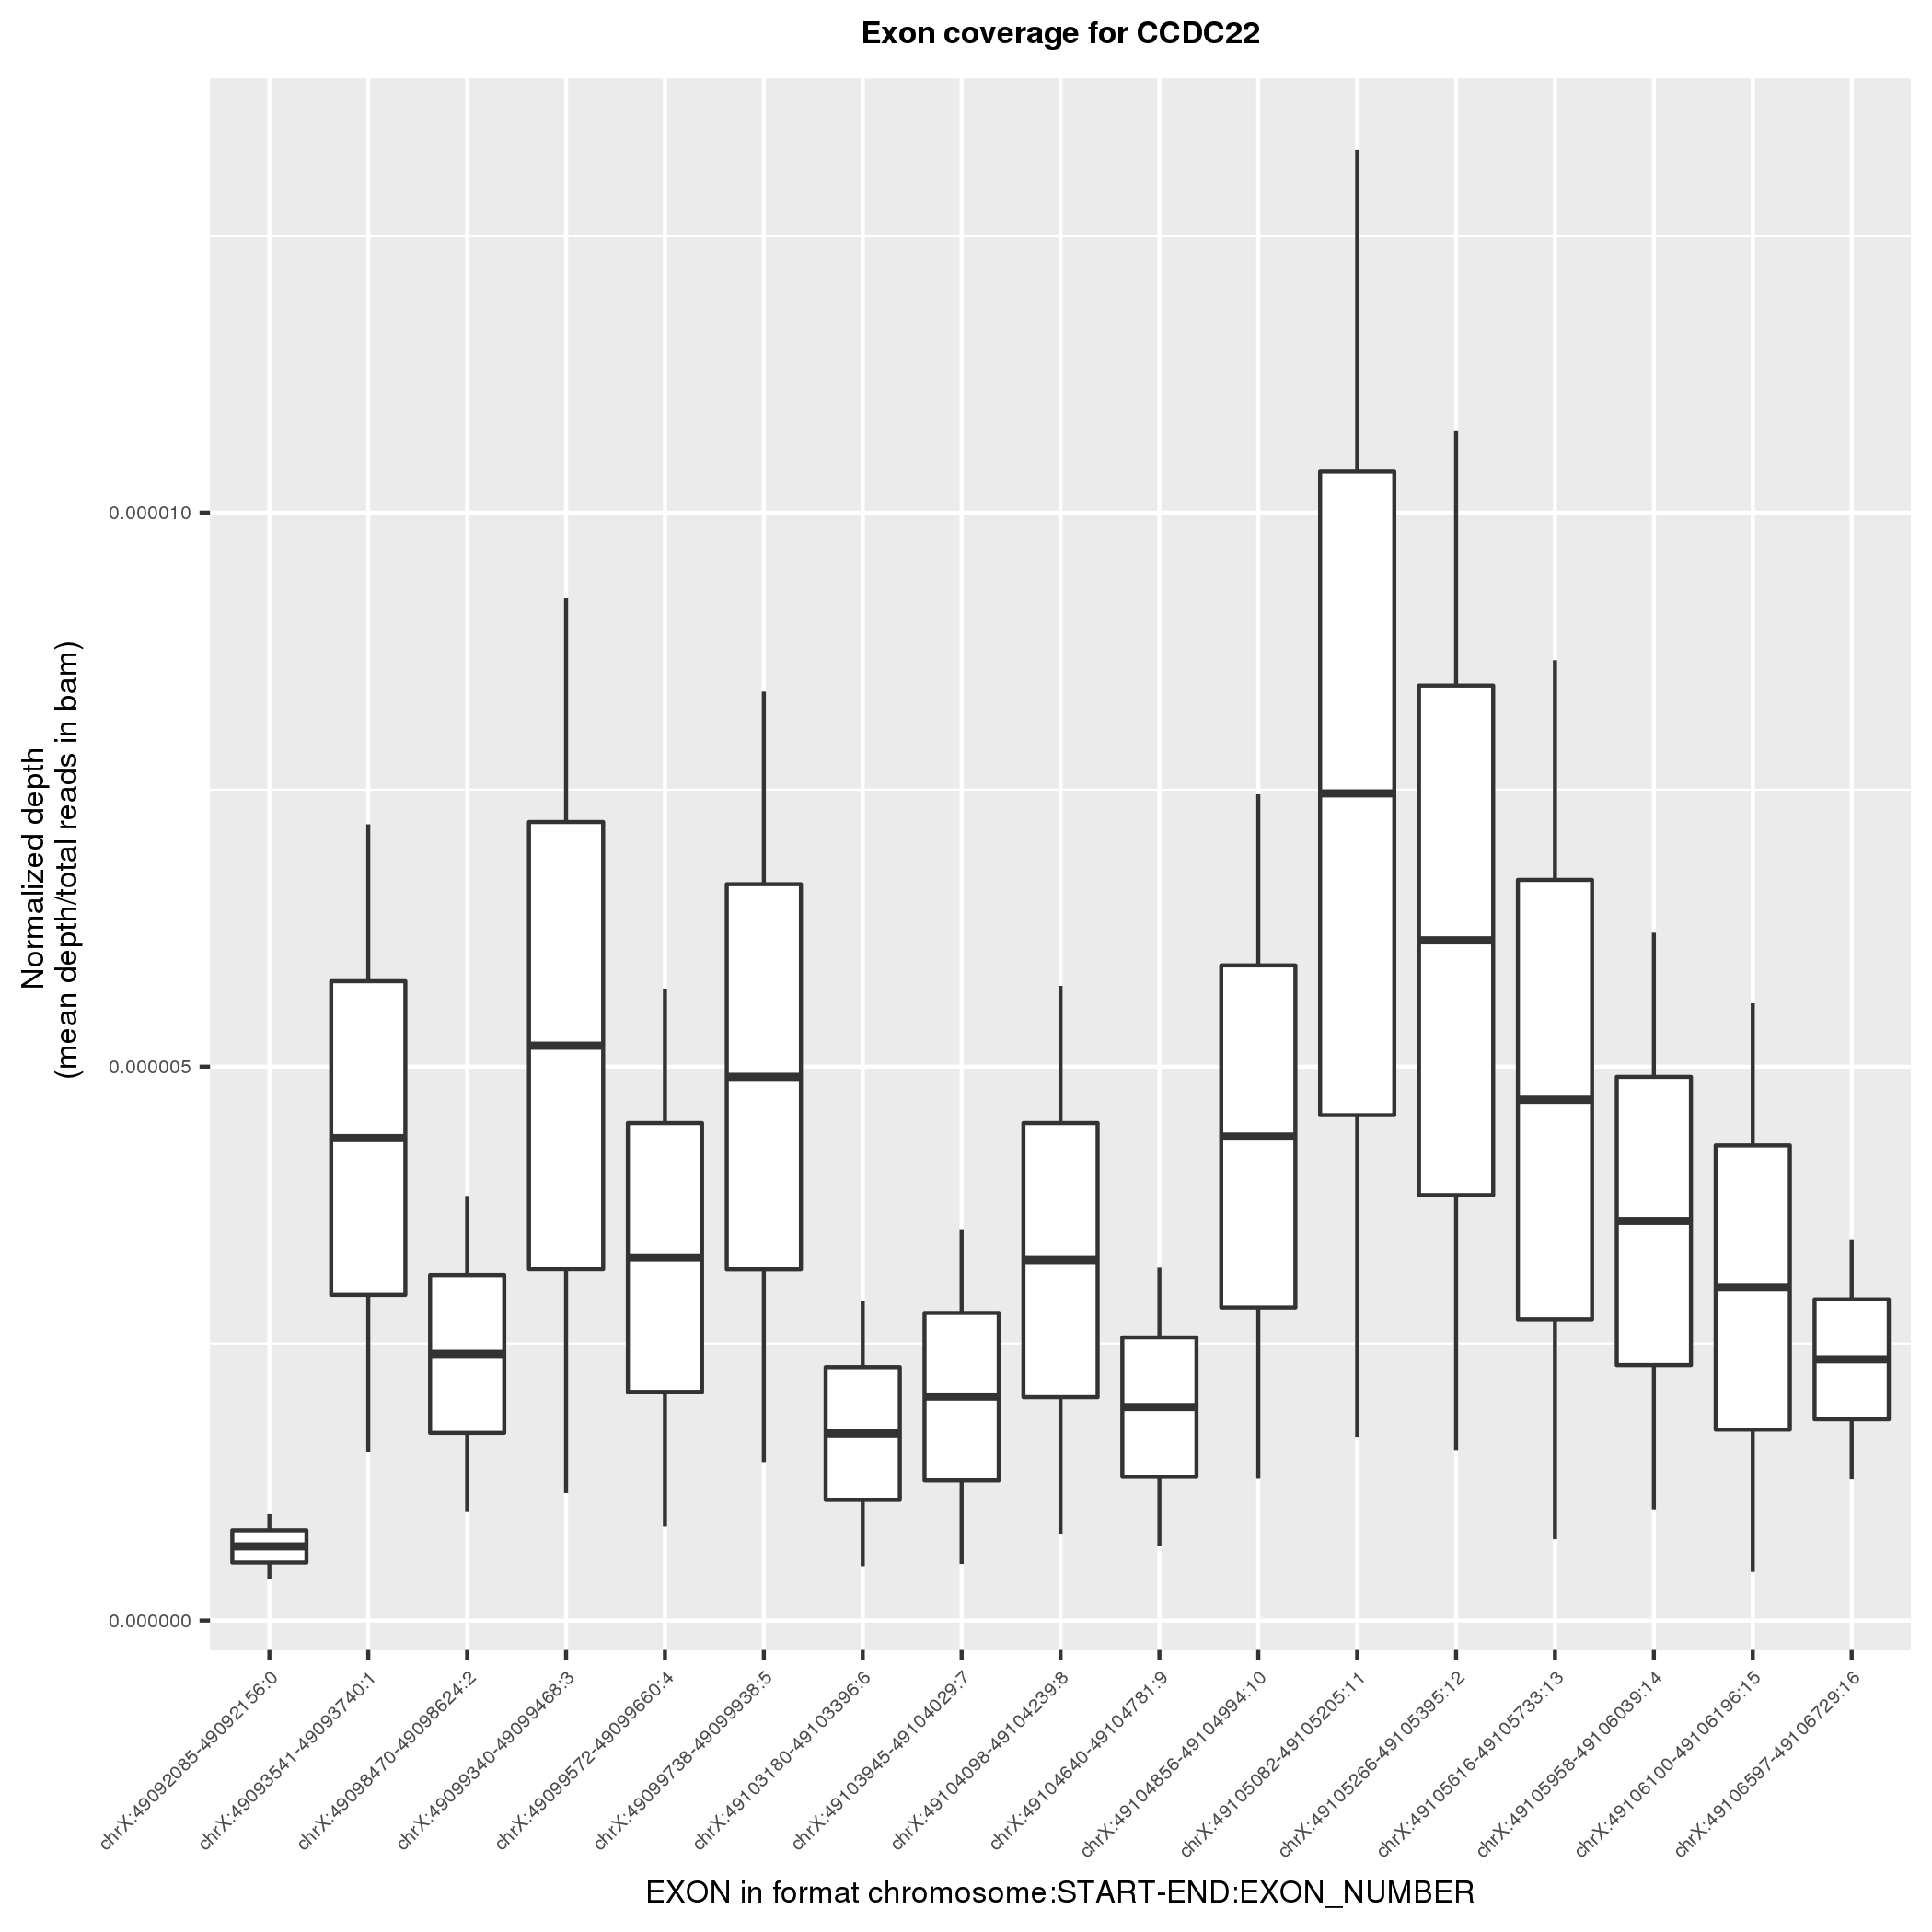 Exon coverage for CCDC22
Normalized depth
(mean depth/total reads in bam)
0.000010
0.000005
0.000000
chrX:49092085-49092156:0
chrX:49093541-49093740:1
chrX:49098470-49098624:2
chrX:49099340-49099468:3
chrX:49099572-49099660:4
chrX:49099738-49099938:5
chrX:49103180-49103396:6
chrX:49103945-49104029:7
chrX:49104098-49104239:8
chrX:49104640-49104781:9
chrX:49104856-49104994:10
chrX:49105082-49105205:11
chrX:49105266-49105395:12
chrX:49105616-49105733:13
chrX:49105958-49106039:14
chrX:49106100-49106196:15
chrX:49106597-49106729:16
EXON in format chromosome:START-END:EXON_NUMBER